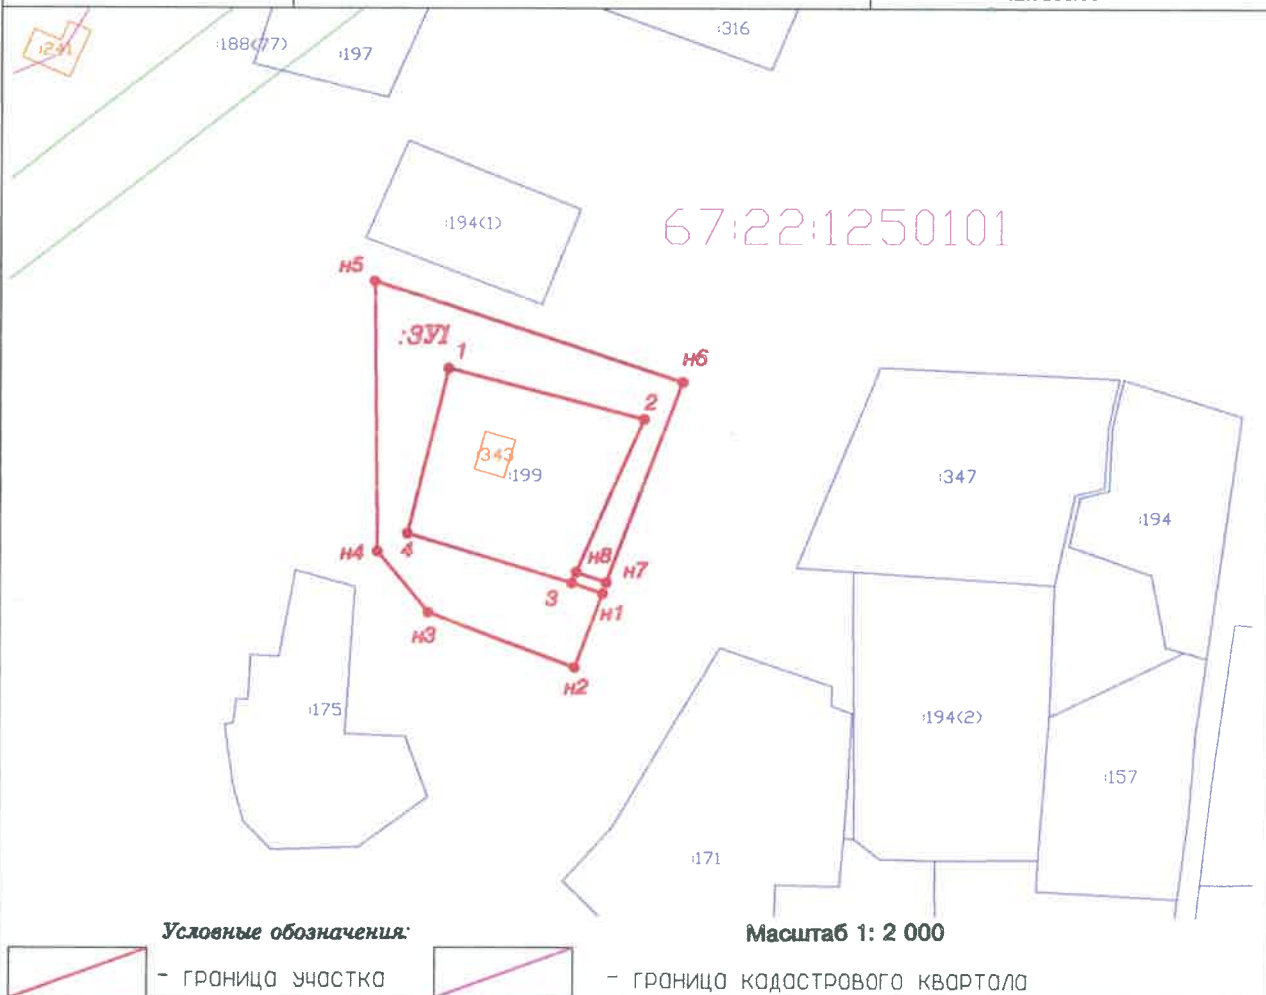 :316
:241
:188(77)
:197
:194(1)
67:22:1250101
н5
:ЗУ1
1
н6
2
:347
343
:199
:194
4
н4
н8
н7
3
н1
н3
н2
:175
:194(2)
:157
:171
Условные обозначения:
Масштаб 1: 2 000
- граница участка
- граница кадастрового квартала